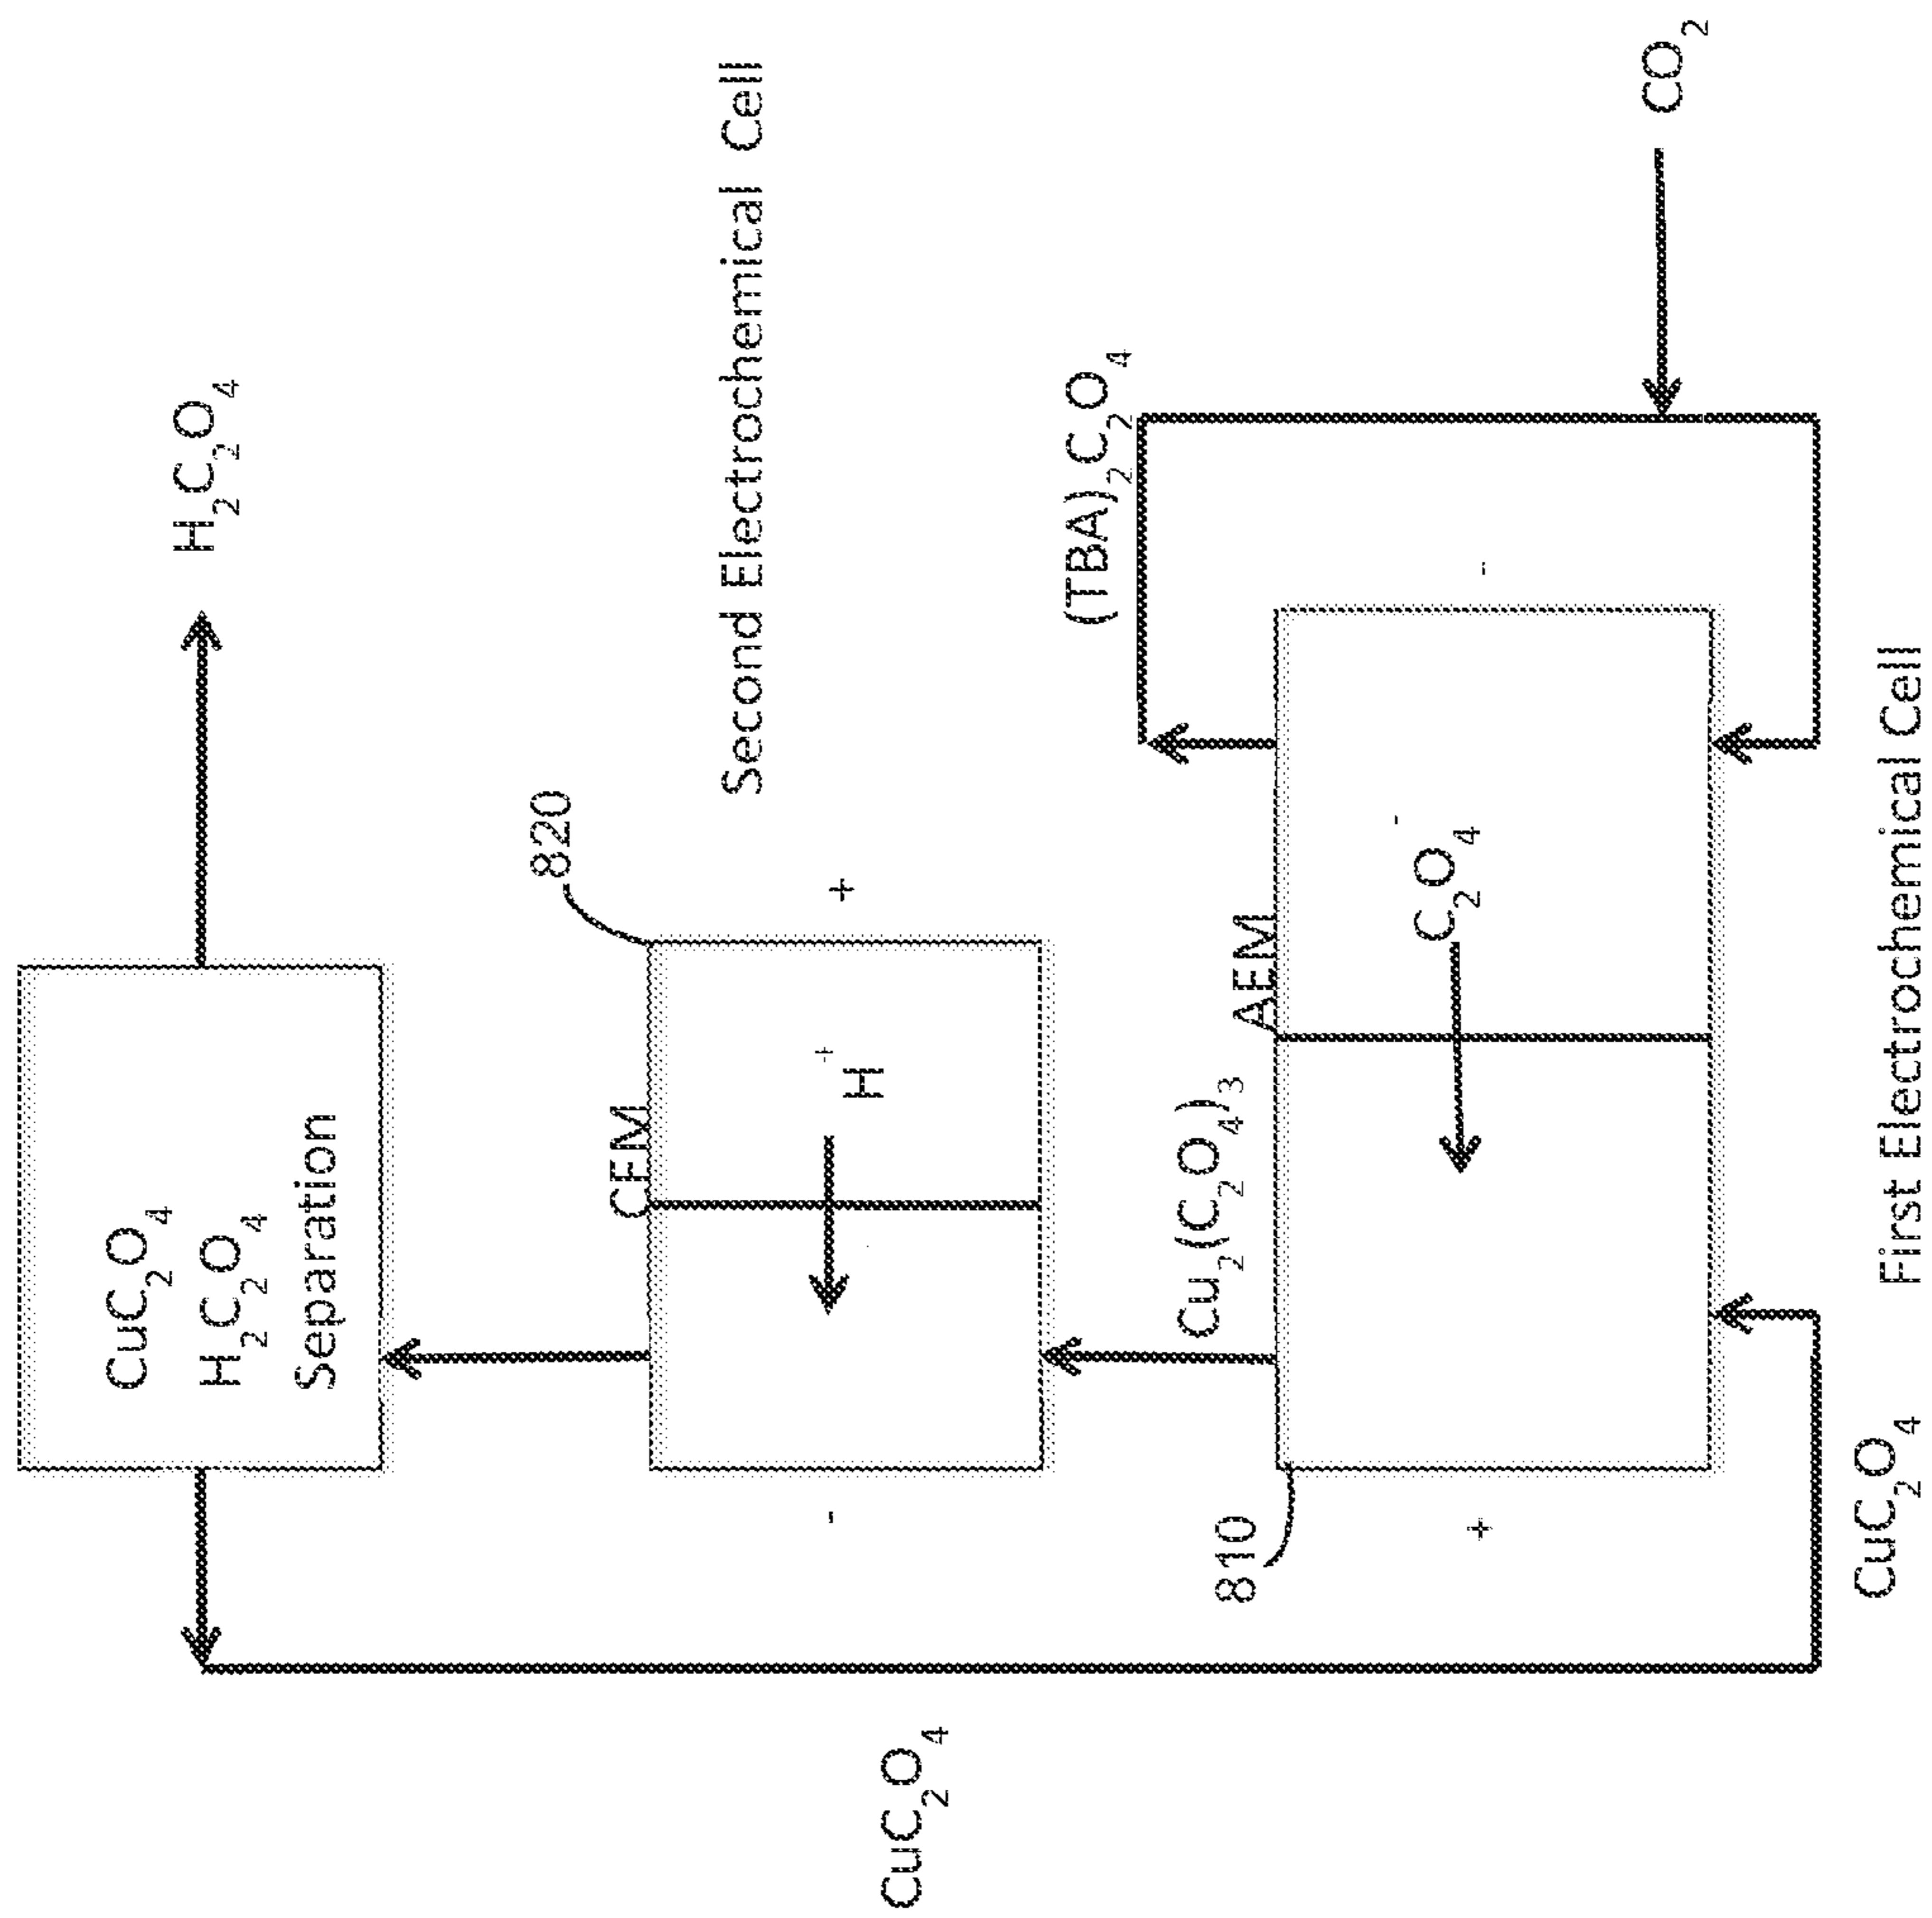 H₂C₂O₄
CuC₂O₄
H₂C₂O₄
Separation
820
Second Electrochemical Cell
CEM
+
H⁺
-
CuC₂O₄
(TBA)₂C₂O₄
Cu₂(C₂O₄)₃
AEM
810
C₂O₄⁻
-
+
CO₂
First Electrochemical Cell
CuC₂O₄